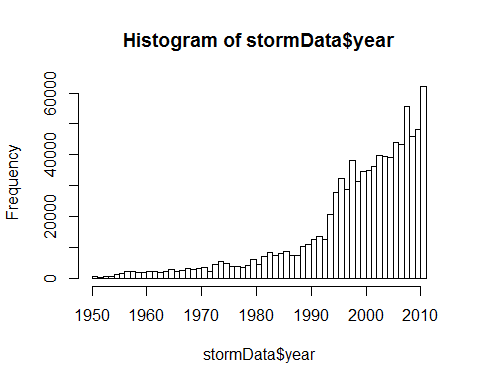 Histogram of stormData$year
Frequency
0 20000 40000 60000
1950 1960 1970 1980 1990 2000 2010
stormData$year